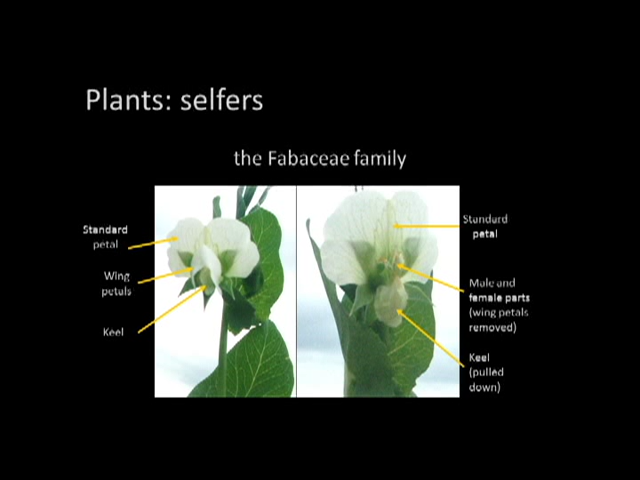 Plants: selfers
the Fabaceae family
Standard
petal
Wing
petals
Keel
Standard
petal
Male and
female parts
(wing petals
removed)
Keel
(pulled
down)